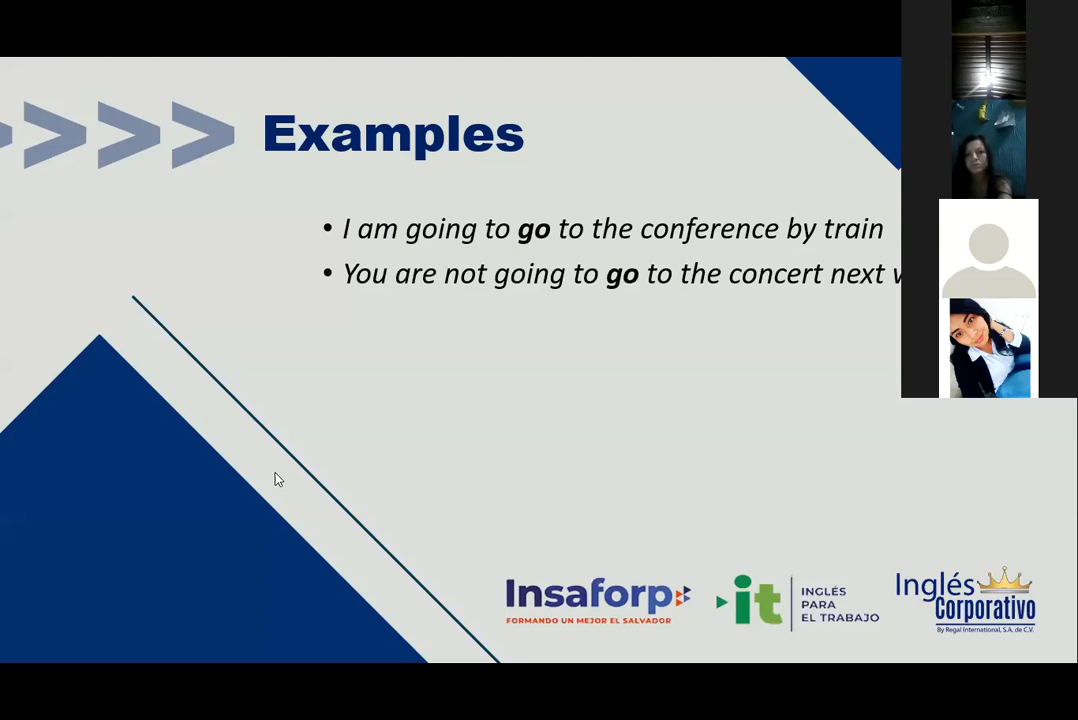 Examples
• I am going to go to the conference by train
• You are not going to go to the concert next
Insaforp
FORMANDO UN MEJOR EL SALVADOR
it
INGLÉS
PARA
EL TRABAJO
Inglés
Corporativo
By Regal International, S.A. de C.V.